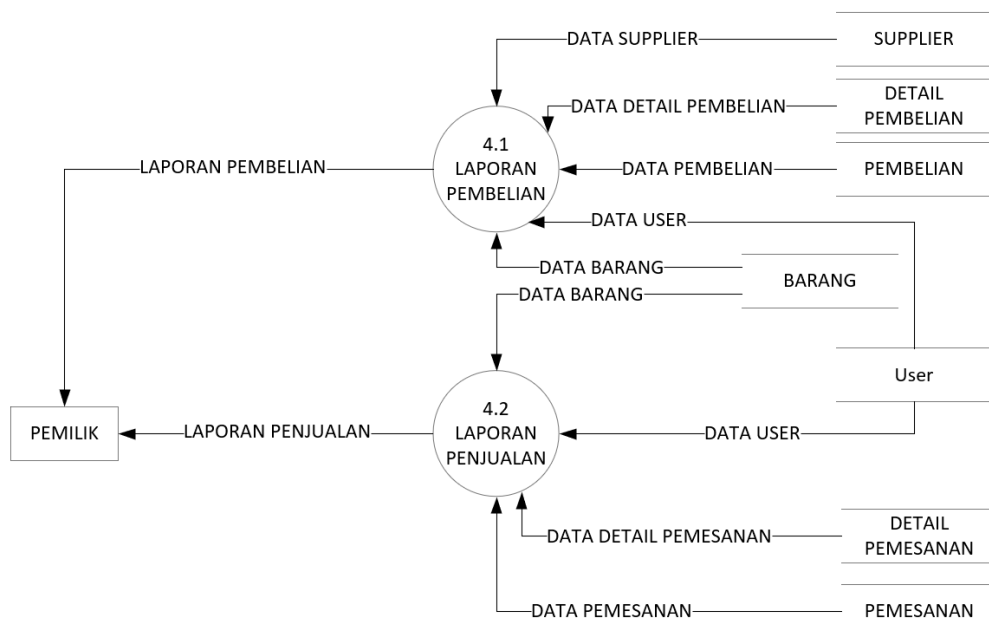 DATA SUPPLIER
SUPPLIER
DATA DETAIL PEMBELIAN
DETAIL
PEMBELIAN
4.1
LAPORAN
PEMBELIAN
LAPORAN PEMBELIAN
DATA PEMBELIAN
PEMBELIAN
DATA USER
DATA BARANG
DATA BARANG
BARANG
User
PEMILIK
LAPORAN PENJUALAN
4.2
LAPORAN
PENJUALAN
DATA USER
DATA DETAIL PEMESANAN
DETAIL
PEMESANAN
DATA PEMESANAN
PEMESANAN